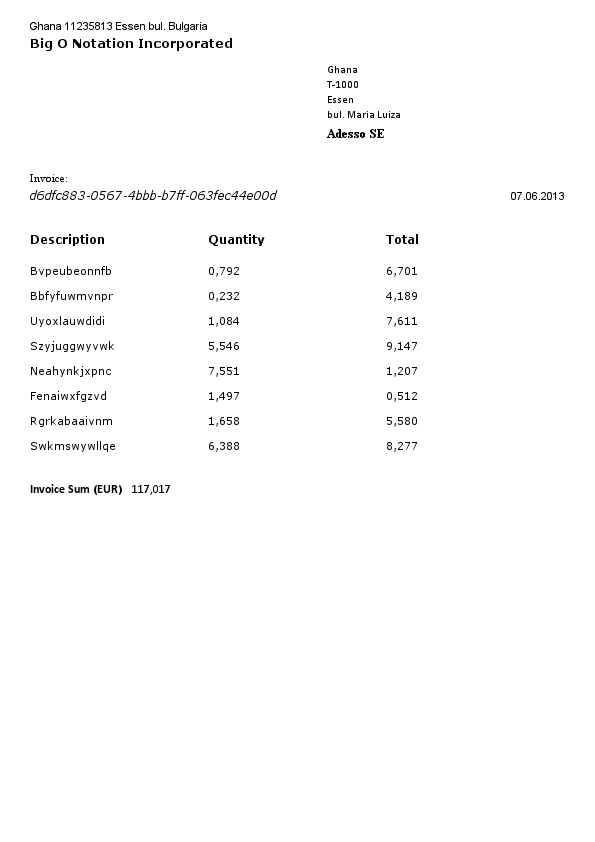 Ghana 11235813 Essen bul. Bulgaria
Big O Notation Incorporated
Ghana
T-1000
Essen
bul. Maria Luiza
Adesso SE
Invoice:
d6dfc883-0567-4bbb-b7ff-063fec44e00d 07.06.2013
Description Quantity Total
Bvpeubeonnfb 0,792 6,701
Bbfyfuwmvnpr 0,232 4,189
Uyoxlauwdidi 1,084 7,611
Szyjuggwyvwk 5,546 9,147
Neahynkjxpnc 7,551 1,207
Fenaiwxfgzvd 1,497 0,512
Rgrkabaaivnm 1,658 5,580
Swkmswywllqe 6,388 8,277
Invoice Sum (EUR) 117,017